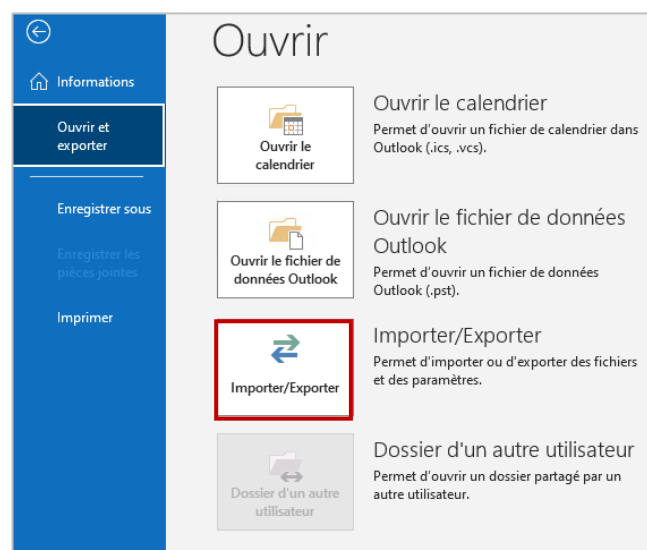 Ouvrir
Informations
Ouvrir et
exporter
Enregistrer sous
Enregistrer les
pièces jointes
Imprimer
Ouvrir le
calendrier
Ouvrir le calendrier
Permet d'ouvrir un fichier de calendrier dans
Outlook (.ics, .vcs).
Ouvrir le fichier de
données Outlook
Ouvrir le fichier de données
Outlook
Permet d'ouvrir un fichier de données
Outlook (.pst).
Importer/Exporter
Importer/Exporter
Permet d'importer ou d'exporter des fichiers
et des paramètres.
Dossier d'un autre
utilisateur
Dossier d'un autre utilisateur
Permet d'ouvrir un dossier partagé par un
autre utilisateur.